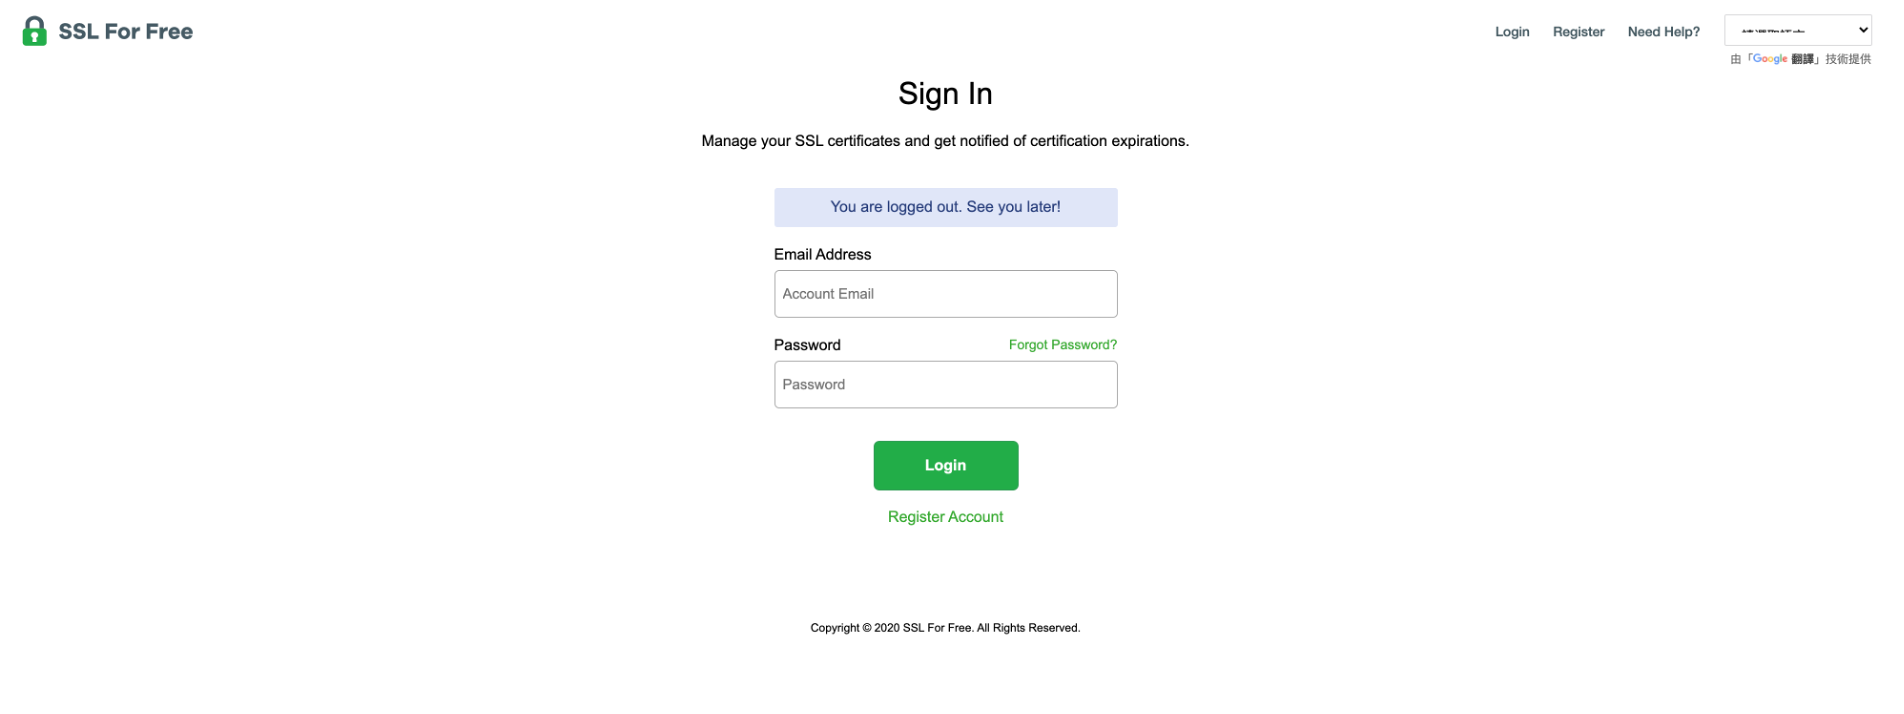 SSL For Free
Login Register Need Help?
由「Google 翻譯」技術提供
Sign In
Manage your SSL certificates and get notified of certification expirations.
You are logged out. See you later!
Email Address
Account Email
Password Forgot Password?
Password
Login
Register Account
Copyright © 2020 SSL For Free. All Rights Reserved.